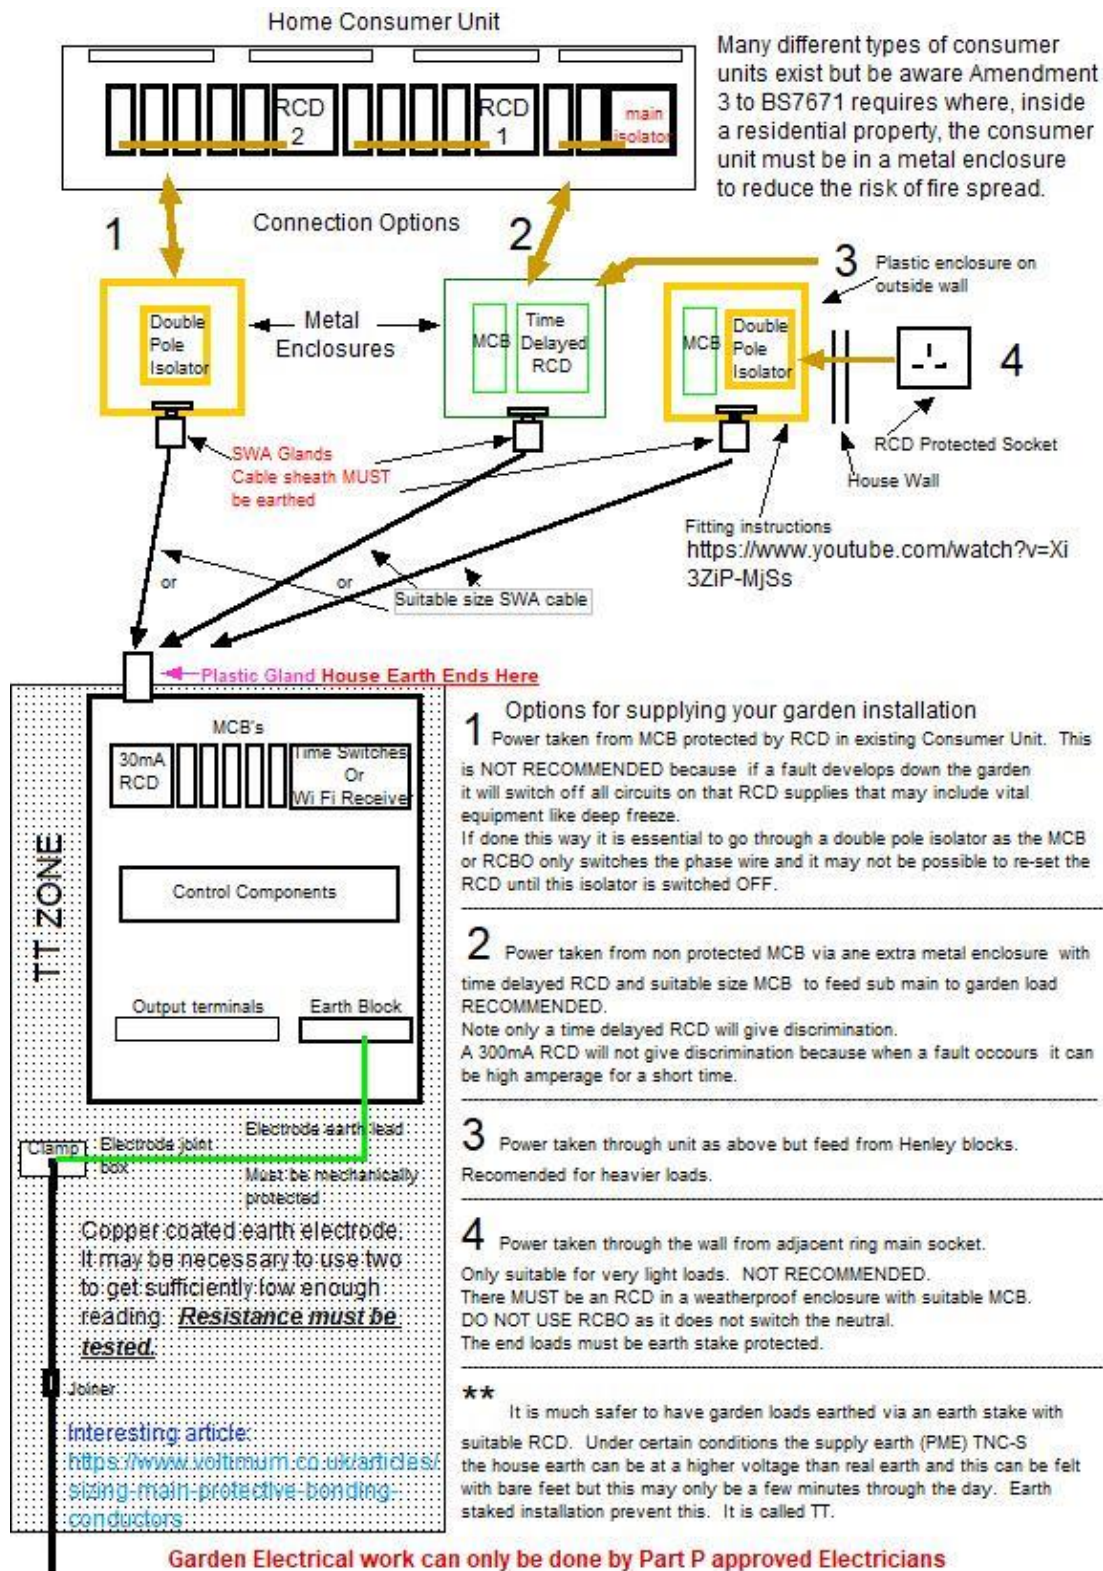 Home Consumer Unit
Many different types of consumer
units exist but be aware Amendment
3 to BS7671 requires where, inside
a residential property, the consumer
unit must be in a metal enclosure
to reduce the risk of fire spread.
RCD
2
RCD
1
main
isolator
Connection Options
1
2
3
Plastic enclosure on
outside wall
Double
Pole
Isolator
Metal
Enclosures
MCB
Time
Delayed
RCD
MCB
Double
Pole
Isolator
4
RCD Protected Socket
House Wall
SWA Glands
Cable sheath MUST
be earthed
Fitting instructions
https://www.youtube.com/watch?v=Xi
3ZiP-MjSs
or
or
Suitable size SWA cable
Plastic Gland House Earth Ends Here
TT ZONE
MCB's
30mA
RCD
Time Switches
Or
Wi Fi Receiver
Control Components
Output terminals
Earth Block
Clamp
Electrode joint
box
Electrode earth lead
Must be mechanically
protected
Copper coated earth electrode.
It may be necessary to use two
to get sufficiently low enough
reading. Resistance must be
tested.
Joiner
Interesting article:
https://www.voltimum.co.uk/articles/
sizing-main-protective-bonding-
conductors
Options for supplying your garden installation
1 Power taken from MCB protected by RCD in existing Consumer Unit. This
is NOT RECOMMENDED because if a fault develops down the garden
it will switch off all circuits on that RCD supplies that may include vital
equipment like deep freeze.
If done this way it is essential to go through a double pole isolator as the MCB
or RCBO only switches the phase wire and it may not be possible to re-set the
RCD until this isolator is switched OFF.
2 Power taken from non protected MCB via ane extra metal enclosure with
time delayed RCD and suitable size MCB to feed sub main to garden load
RECOMMENDED.
Note only a time delayed RCD will give discrimination.
A 300mA RCD will not give discrimination because when a fault occours it can
be high amperage for a short time.
3 Power taken through unit as above but feed from Henley blocks.
Recomended for heavier loads.
4 Power taken through the wall from adjacent ring main socket.
Only suitable for very light loads. NOT RECOMMENDED.
There MUST be an RCD in a weatherproof enclosure with suitable MCB.
DO NOT USE RCBO as it does not switch the neutral.
The end loads must be earth stake protected.
** It is much safer to have garden loads earthed via an earth stake with
suitable RCD. Under certain conditions the supply earth (PME) TNC-S
the house earth can be at a higher voltage than real earth and this can be felt
with bare feet but this may only be a few minutes through the day. Earth
staked installation prevent this. It is called TT.
Garden Electrical work can only be done by Part P approved Electricians